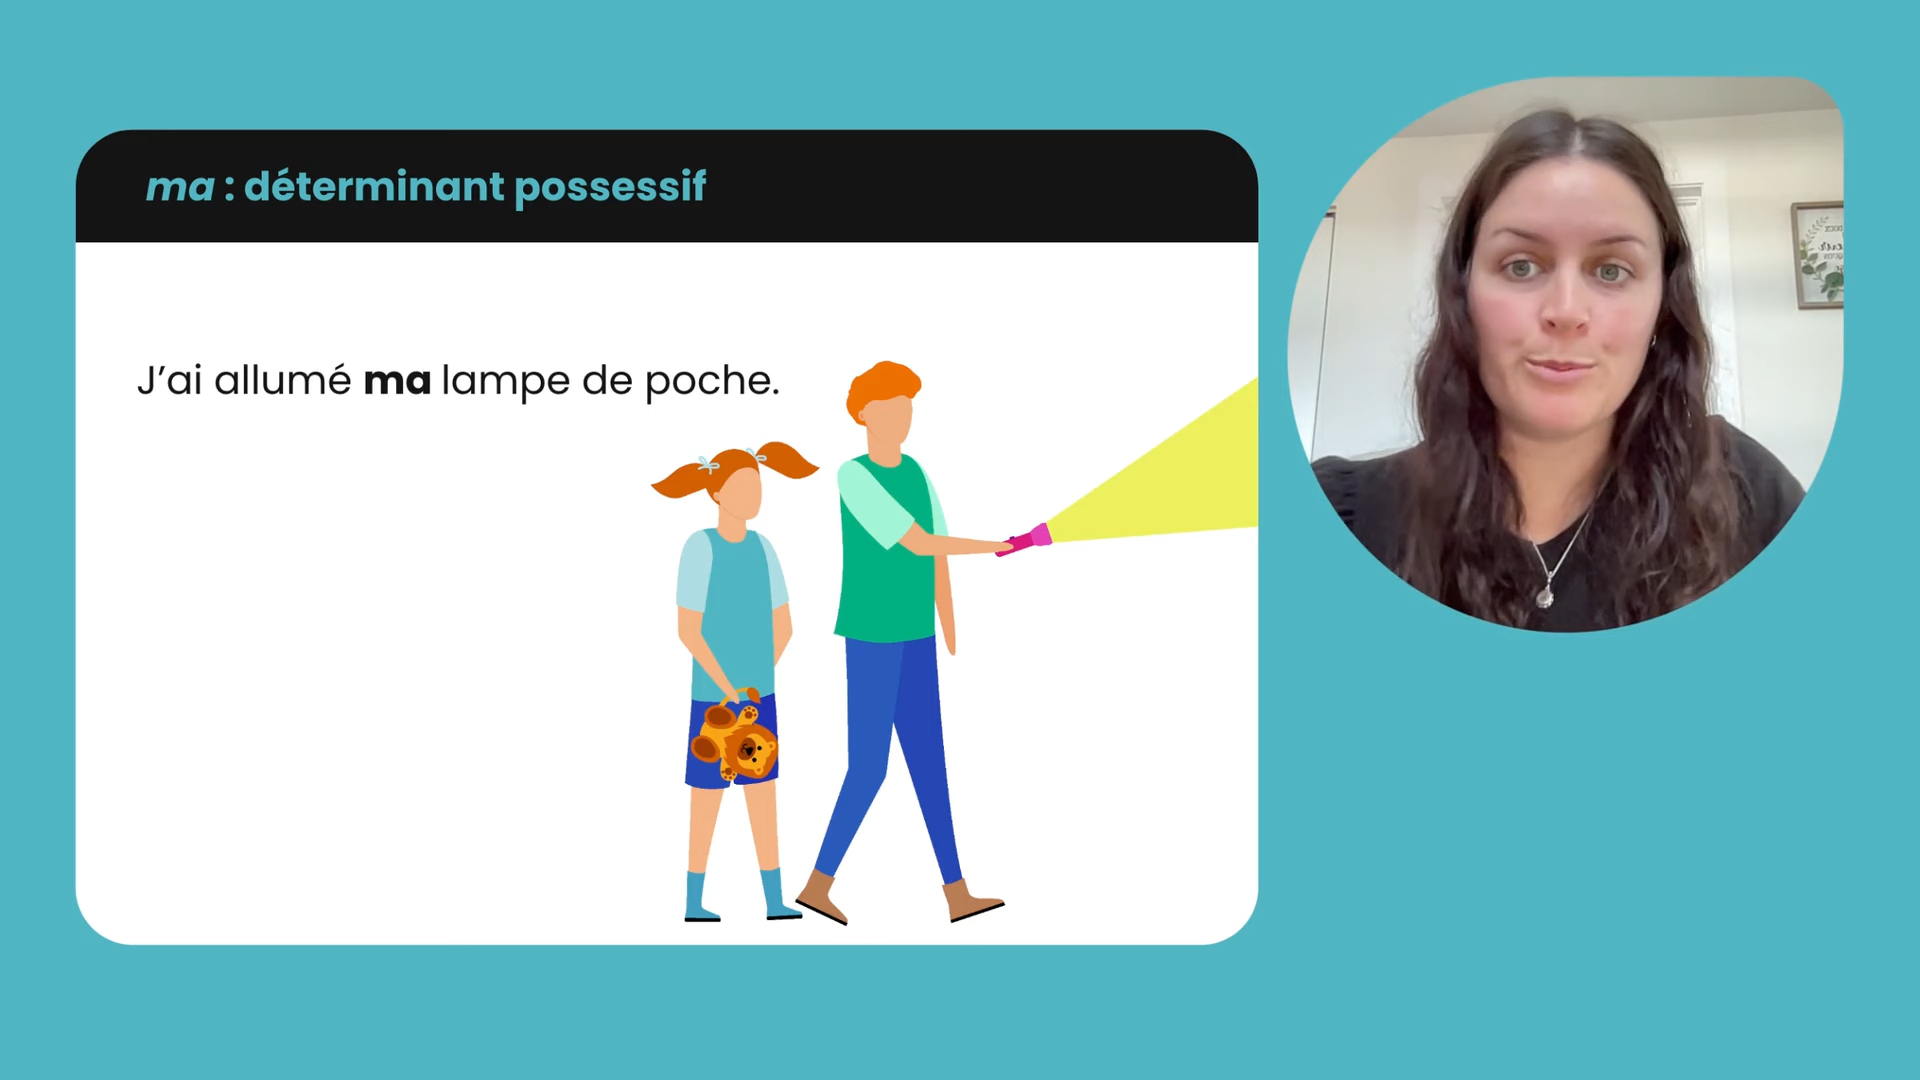 ma : déterminant possessif
J’ai allumé ma lampe de poche.